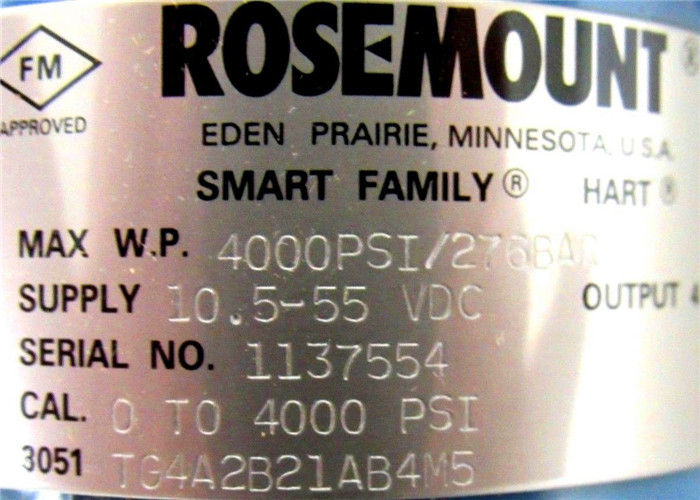 FM
APPROVED
ROSEMOUNT®
EDEN PRAIRIE, MINNESOTA U.S.A.
SMART FAMILY® HART®
MAX W.P. 4000PSI/276BAR
SUPPLY 10.5-55 VDC OUTPUT 4
SERIAL NO. 1137554
CAL. 0 TO 4000 PSI
3051 TG4A2B21AB4M5